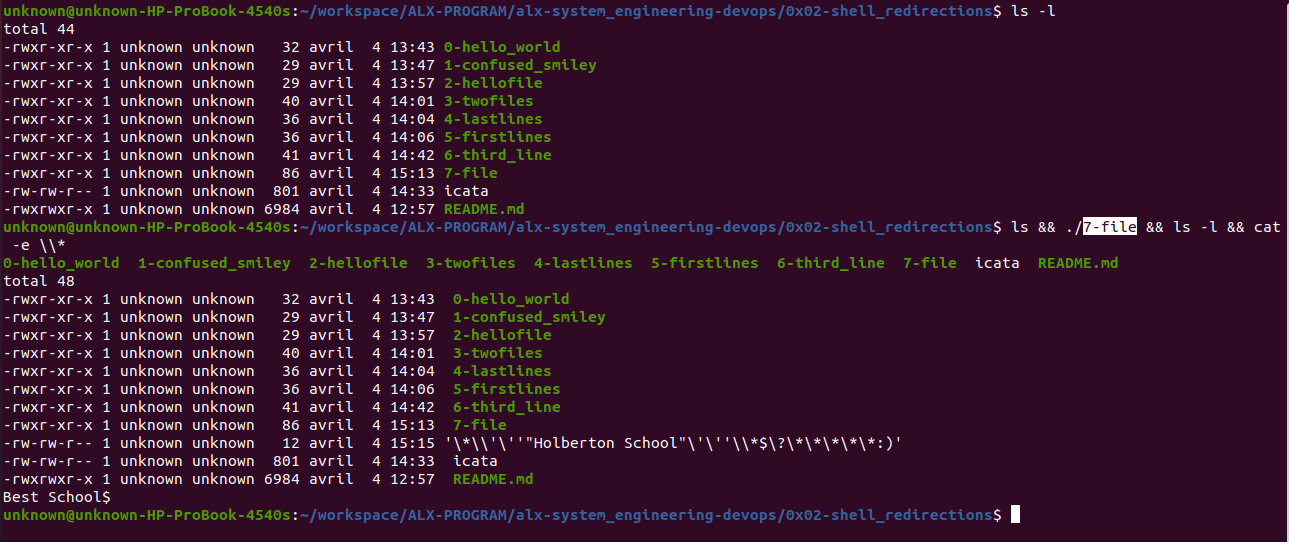 unknown@unknown-HP-ProBook-4540s:~/workspace/ALX-PROGRAM/alx-system_engineering-devops/0x02-shell_redirections$ ls -l
total 44
-rwxr-xr-x 1 unknown unknown   32 avril  4 13:43 0-hello_world
-rwxr-xr-x 1 unknown unknown   29 avril  4 13:47 1-confused_smiley
-rwxr-xr-x 1 unknown unknown   29 avril  4 13:57 2-hellofile
-rwxr-xr-x 1 unknown unknown   40 avril  4 14:01 3-twofiles
-rwxr-xr-x 1 unknown unknown   36 avril  4 14:04 4-lastlines
-rwxr-xr-x 1 unknown unknown   36 avril  4 14:06 5-firstlines
-rwxr-xr-x 1 unknown unknown   41 avril  4 14:42 6-third_line
-rwxr-xr-x 1 unknown unknown   86 avril  4 15:13 7-file
-rw-rw-r-- 1 unknown unknown  801 avril  4 14:33 icata
-rwxrwxr-x 1 unknown unknown 6984 avril  4 12:57 README.md
unknown@unknown-HP-ProBook-4540s:~/workspace/ALX-PROGRAM/alx-system_engineering-devops/0x02-shell_redirections$ ls && ./7-file && ls -l && cat
 -e \\*
0-hello_world  1-confused_smiley  2-hellofile  3-twofiles  4-lastlines  5-firstlines  6-third_line  7-file  icata  README.md
total 48
-rwxr-xr-x 1 unknown unknown   32 avril  4 13:43  0-hello_world
-rwxr-xr-x 1 unknown unknown   29 avril  4 13:47  1-confused_smiley
-rwxr-xr-x 1 unknown unknown   29 avril  4 13:57  2-hellofile
-rwxr-xr-x 1 unknown unknown   40 avril  4 14:01  3-twofiles
-rwxr-xr-x 1 unknown unknown   36 avril  4 14:04  4-lastlines
-rwxr-xr-x 1 unknown unknown   36 avril  4 14:06  5-firstlines
-rwxr-xr-x 1 unknown unknown   41 avril  4 14:42  6-third_line
-rwxr-xr-x 1 unknown unknown   86 avril  4 15:13  7-file
-rw-rw-r-- 1 unknown unknown   12 avril  4 15:15 '\*\\'\''"Holberton School"\'\''\\*$\?\*\*\*\*\*:)'
-rw-rw-r-- 1 unknown unknown  801 avril  4 14:33  icata
-rwxrwxr-x 1 unknown unknown 6984 avril  4 12:57  README.md
Best School$
unknown@unknown-HP-ProBook-4540s:~/workspace/ALX-PROGRAM/alx-system_engineering-devops/0x02-shell_redirections$